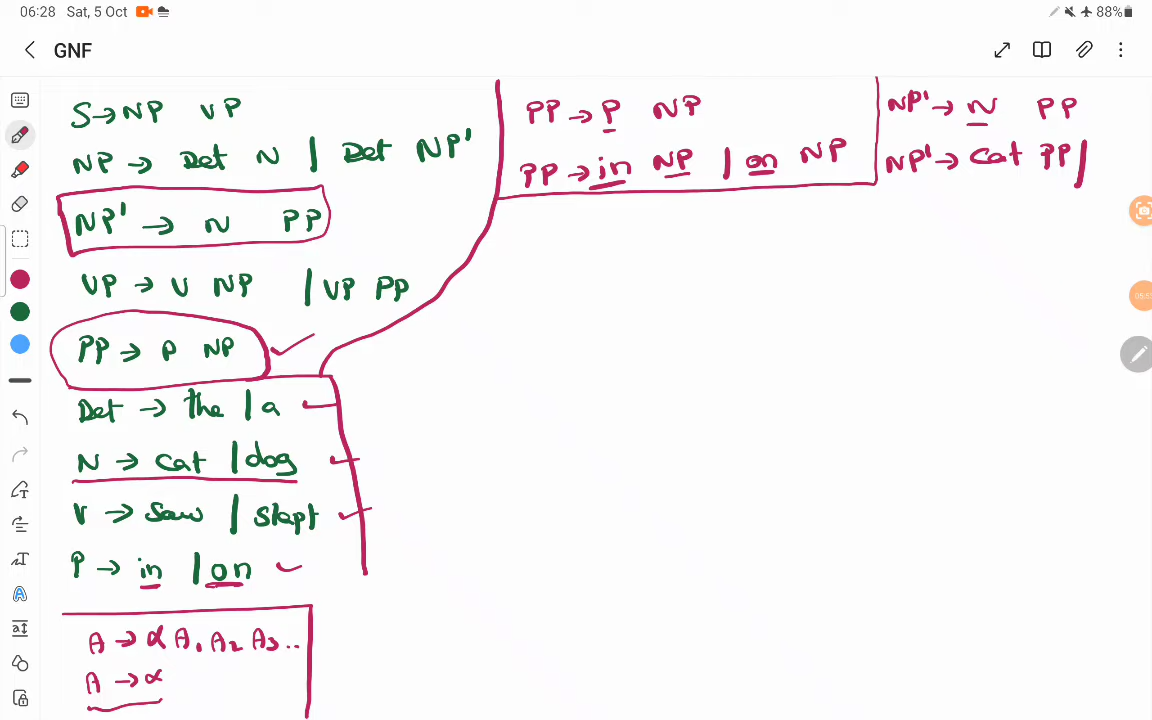 06:28 Sat, 5 Oct 88%
GNF
S → NP VP
NP → Det N | Det NP'
NP' → N PP
VP → V NP | VP PP
PP → P NP
Det → the | a
N → cat | dog
V → saw | slept
P → in | on
A → α A₁ A₂ A₃ ..
A → α
PP → P NP
PP → in NP | on NP
NP' → N PP
NP' → cat PP |